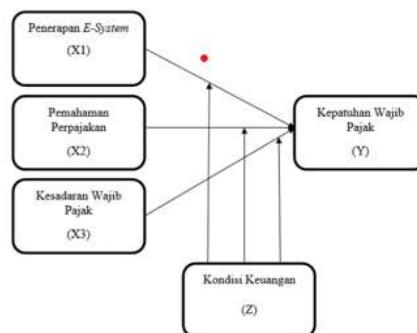 Penerapan E-System
(X1)
Pemahaman
Perpajakan
(X2)
Kesadaran Wajib
Pajak
(X3)
Kepatuhan Wajib
Pajak
(Y)
Kondisi Keuangan
(Z)